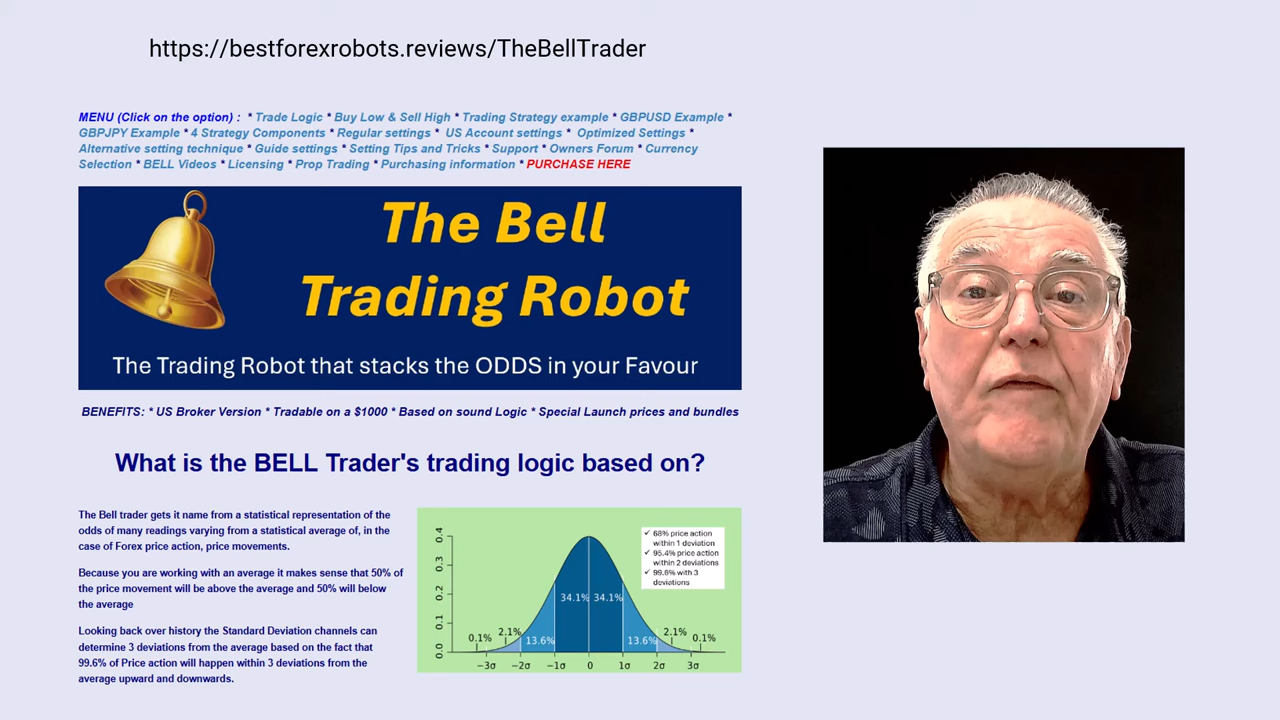 https://bestforexrobots.reviews/TheBellTrader
MENU (Click on the option) :  * Trade Logic * Buy Low & Sell High * Trading Strategy example * GBPUSD Example *
GBPJPY Example * 4 Strategy Components * Regular settings *  US Account settings *  Optimized Settings *
Alternative setting technique * Guide settings * Setting Tips and Tricks * Support * Owners Forum * Currency
Selection * BELL Videos * Licensing * Prop Trading * Purchasing information * PURCHASE HERE
The Bell
Trading Robot
The Trading Robot that stacks the ODDS in your Favour
BENEFITS: * US Broker Version * Tradable on a $1000 * Based on sound Logic * Special Launch prices and bundles
What is the BELL Trader's trading logic based on?
The Bell trader gets it name from a statistical representation of the
odds of many readings varying from a statistical average of, in the
case of Forex price action, price movements.
Because you are working with an average it makes sense that 50% of
the price movement will be above the average and 50% will below
the average
Looking back over history the Standard Deviation channels can
determine 3 deviations from the average based on the fact that
99.6% of Price action will happen within 3 deviations from the
average upward and downwards.
✓ 68% price action
within 1 deviation
✓ 95.4% price action
within 2 deviations
✓ 99.6% with 3
deviations
0.4
0.3
0.2
0.1
0.0
34.1% 34.1%
0.1% 2.1% 13.6% 13.6% 2.1% 0.1%
−3σ −2σ −1σ 0 1σ 2σ 3σ